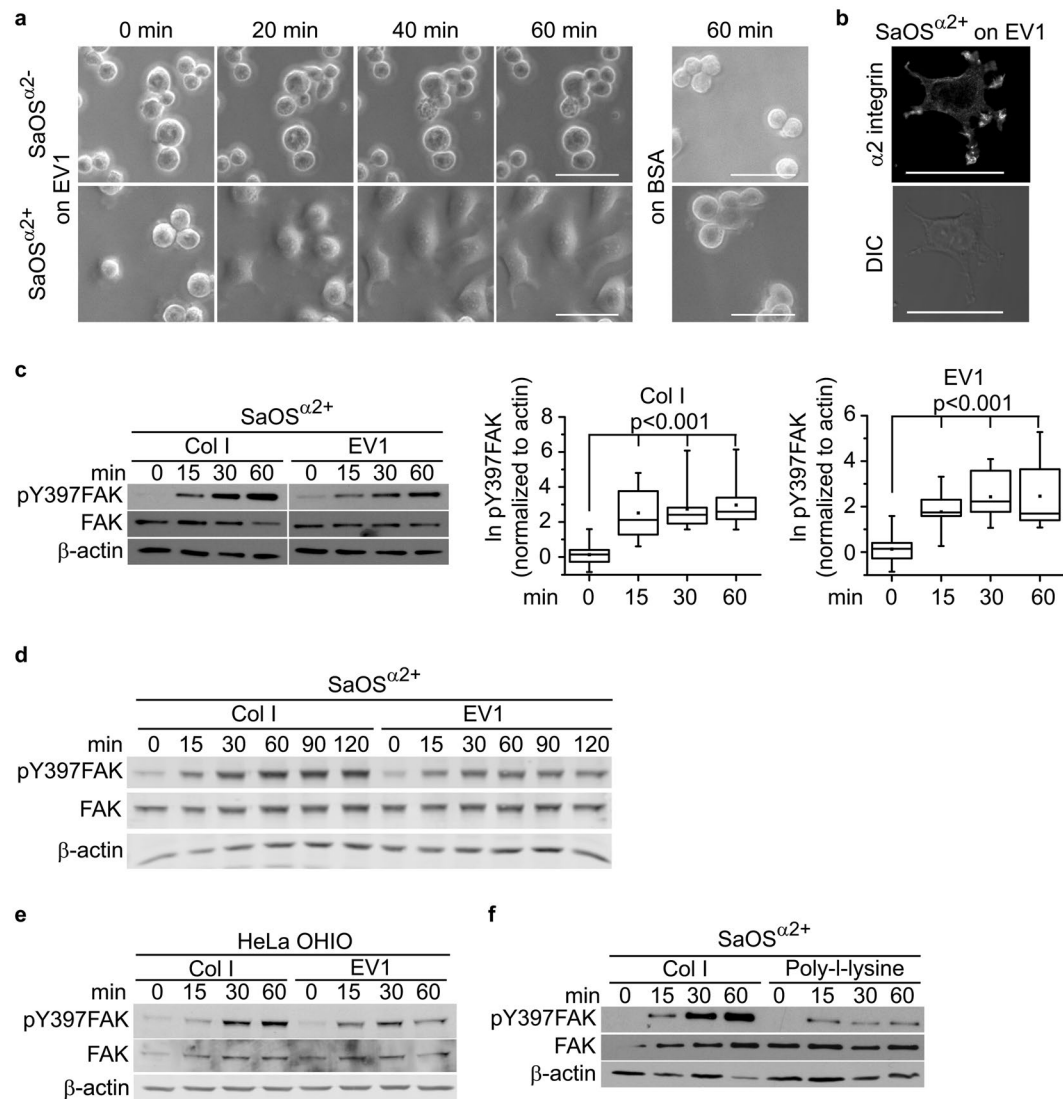 a
0 min 20 min 40 min 60 min 60 min
SaOSα2-
SaOSα2+
on EV1
on BSA
b
SaOSα2+ on EV1
α2 integrin
DIC
c
SaOSα2+
Col I EV1
min 0 15 30 60 0 15 30 60
pY397FAK
FAK
β-actin
Col I
p<0.001
ln pY397FAK
(normalized to actin)
6
4
2
0
min 0 15 30 60
EV1
p<0.001
ln pY397FAK
(normalized to actin)
6
4
2
0
min 0 15 30 60
d
SaOSα2+
Col I EV1
min 0 15 30 60 90 120 0 15 30 60 90 120
pY397FAK
FAK
β-actin
e
HeLa OHIO
Col I EV1
min 0 15 30 60 0 15 30 60
pY397FAK
FAK
β-actin
f
SaOSα2+
Col I Poly-l-lysine
min 0 15 30 60 0 15 30 60
pY397FAK
FAK
β-actin